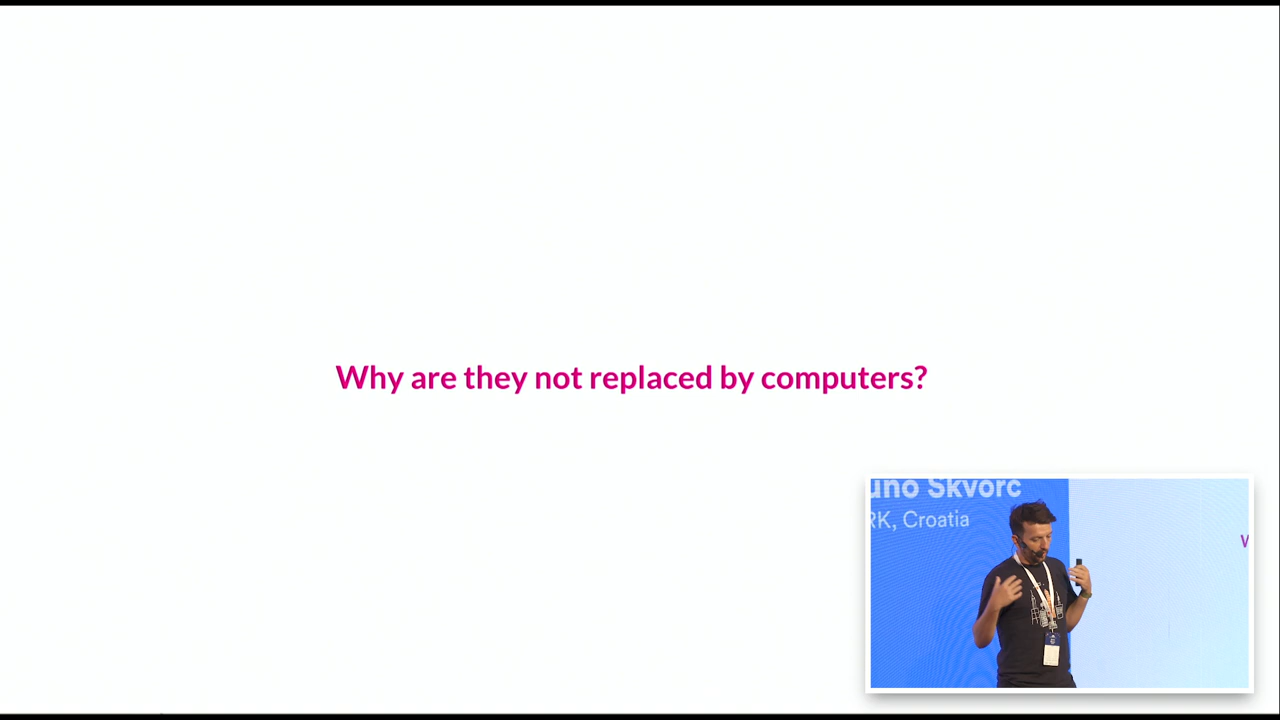 Why are they not replaced by computers?
uno Skvorc
RK, Croatia
W